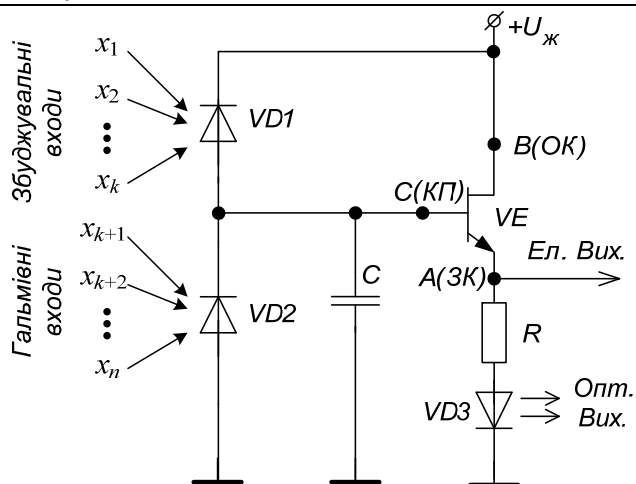 +Uж
x1
x2
xk
Збуджувальні
входи
VD1
B(ОК)
C(КП)
VE
Ел. Вих.
A(ЗК)
xk+1
xk+2
xn
Гальмівні
входи
VD2
C
R
VD3
Опт.
Вих.